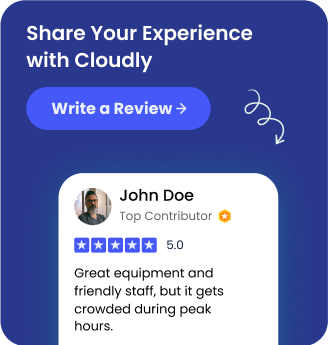 Share Your Experience
with Cloudly
Write a Review →
John Doe
Top Contributor
5.0
Great equipment and
friendly staff, but it gets
crowded during peak
hours.